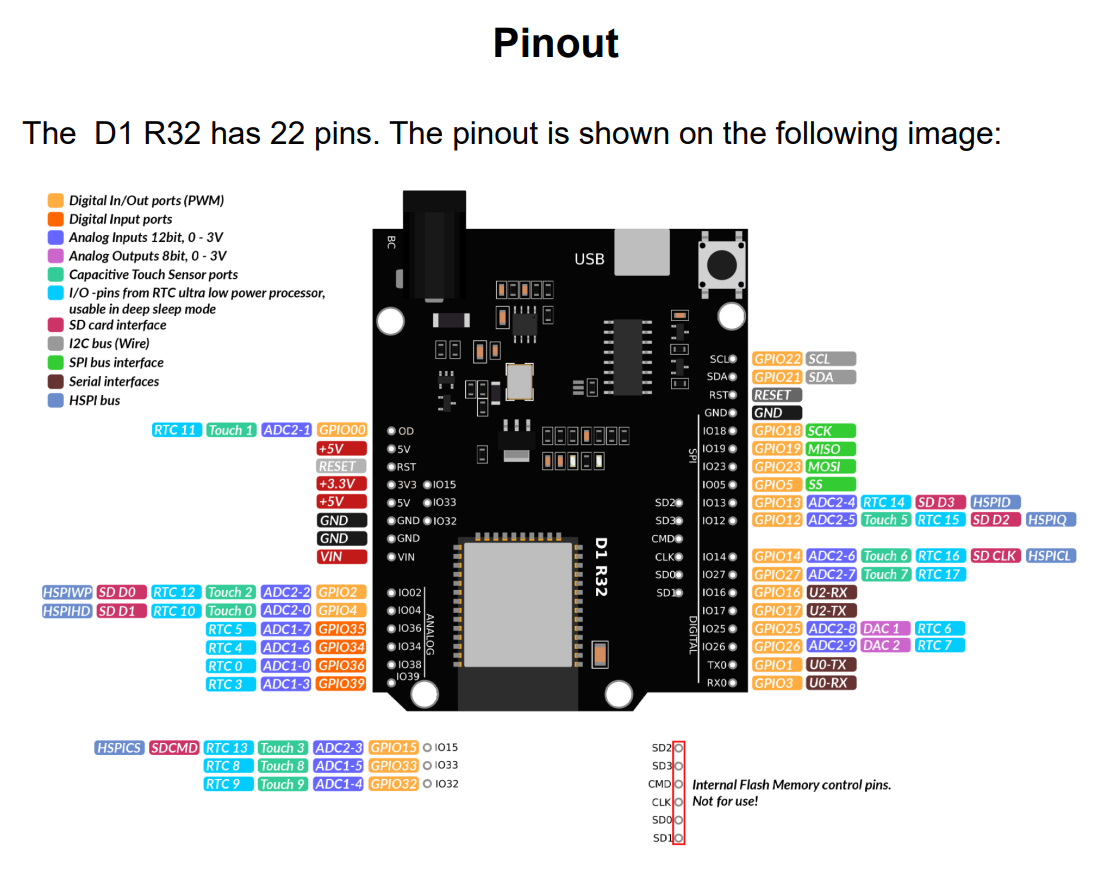 Pinout
The D1 R32 has 22 pins. The pinout is shown on the following image:
Digital In/Out ports (PWM)
Digital Input ports
Analog Inputs 12bit, 0 - 3V
Analog Outputs 8bit, 0 - 3V
Capacitive Touch Sensor ports
I/O -pins from RTC ultra low power processor,
usable in deep sleep mode
SD card interface
I2C bus (Wire)
SPI bus interface
Serial interfaces
HSPI bus
BC
USB
RTC 11 Touch 1 ADC2-1 GPIO00 OD
+5V 5V
RESET RST
+3.3V 3V3 IO15
+5V 5V IO33
GND GND IO32
GND GND
VIN VIN
HSPIWP SD D0 RTC 12 Touch 2 ADC2-2 GPIO2 IO02
HSPIHD SD D1 RTC 10 Touch 0 ADC2-0 GPIO4 IO04
RTC 5 ADC1-7 GPIO35 IO36
RTC 4 ADC1-6 GPIO34 IO34
RTC 0 ADC1-0 GPIO36 IO38
RTC 3 ADC1-3 GPIO39 IO39
ANALOG
D1 R32
SCL GPIO22 SCL
SDA GPIO21 SDA
RST RESET
GND GND
IO18 GPIO18 SCK
IO19 GPIO19 MISO
IO23 GPIO23 MOSI
IO05 GPIO5 SS
SPI
SD2 IO13 GPIO13 ADC2-4 RTC 14 SD D3 HSPID
SD3 IO12 GPIO12 ADC2-5 Touch 5 RTC 15 SD D2 HSPIQ
CMD
CLK IO14 GPIO14 ADC2-6 Touch 6 RTC 16 SD CLK HSPICL
SD0 IO27 GPIO27 ADC2-7 Touch 7 RTC 17
SD1 IO16 GPIO16 U2-RX
IO17 GPIO17 U2-TX
IO25 GPIO25 ADC2-8 DAC 1 RTC 6
IO26 GPIO26 ADC2-9 DAC 2 RTC 7
TX0 GPIO1 U0-TX
RX0 GPIO3 U0-RX
DIGITAL
HSPICS SDCMD RTC 13 Touch 3 ADC2-3 GPIO15 IO15
RTC 8 Touch 8 ADC1-5 GPIO33 IO33
RTC 9 Touch 9 ADC1-4 GPIO32 IO32
SD2
SD3
CMD
CLK
SD0
SD1
Internal Flash Memory control pins.
Not for use!